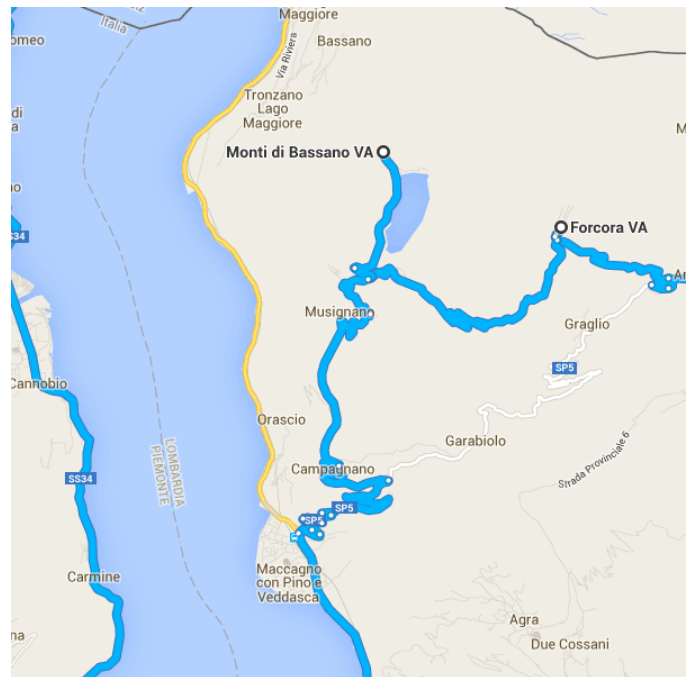 Maggiore
Italia
omeo
Bassano
Via Riviera
Tronzano
Lago
Maggiore
Monti di Bassano VA
Forcora VA
SS34
Musignano
Graglio
SP5
Cannobio
Orascio
Garabiolo
LOMBARDIA
PIEMONTE
Campagnano
Strada Provinciale 6
SS34
SP5
SP5
Maccagno
con Pino e
Veddasca
Carmine
na
Agra
Due Cossani